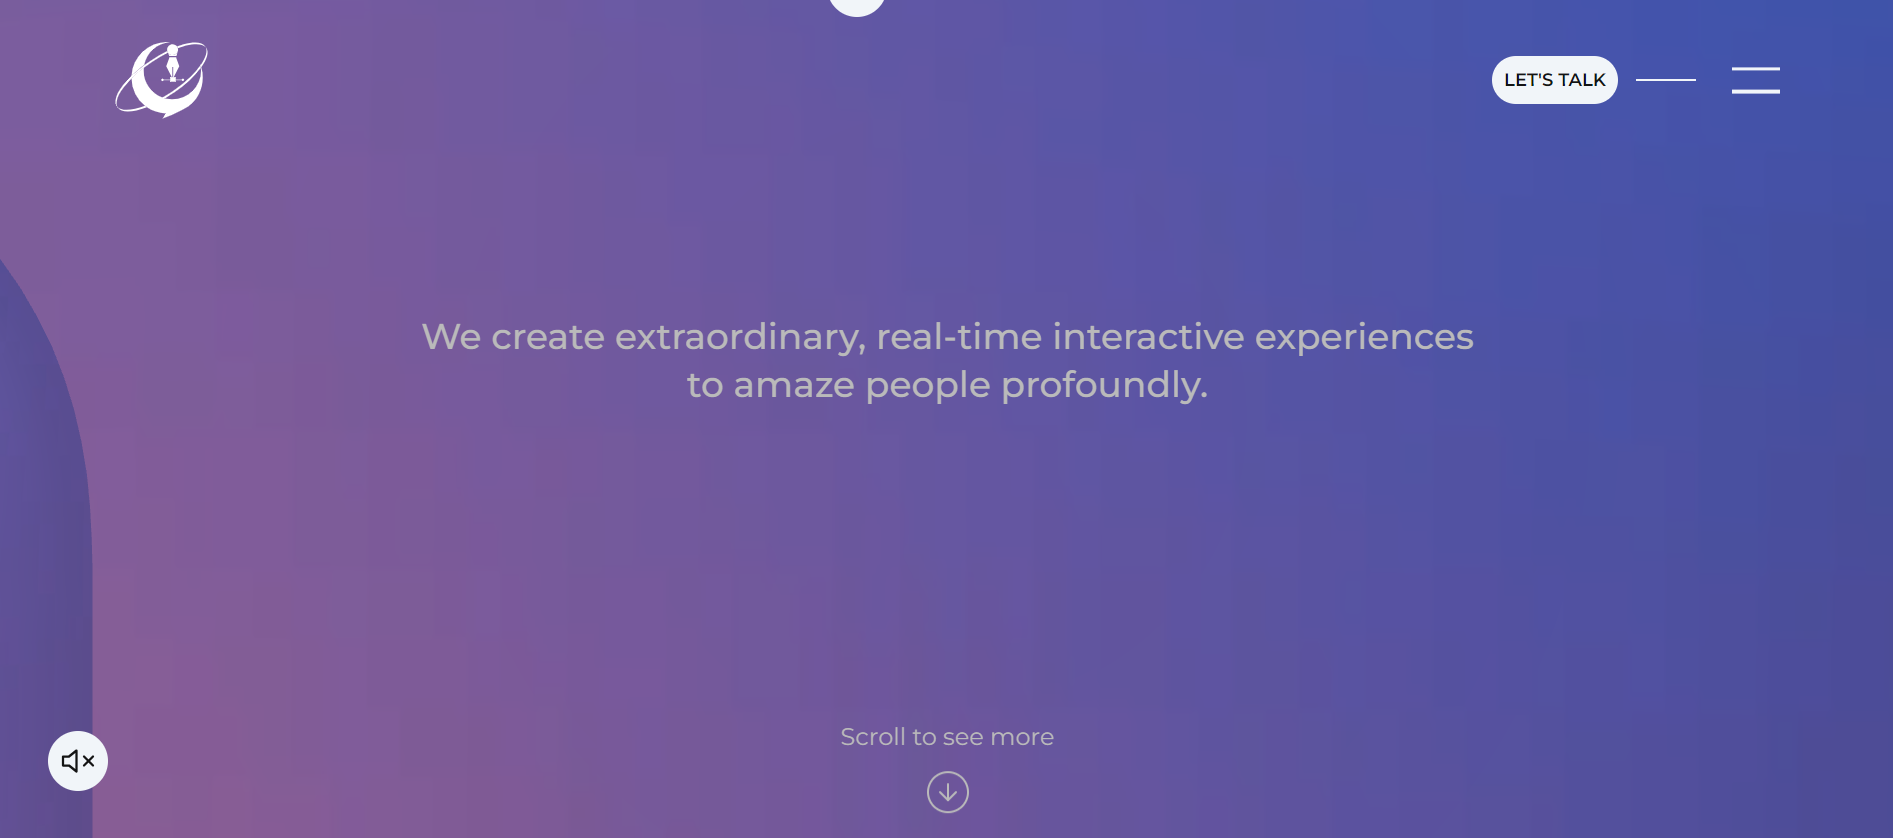 LET'S TALK
We create extraordinary, real-time interactive experiences
to amaze people profoundly.
Scroll to see more